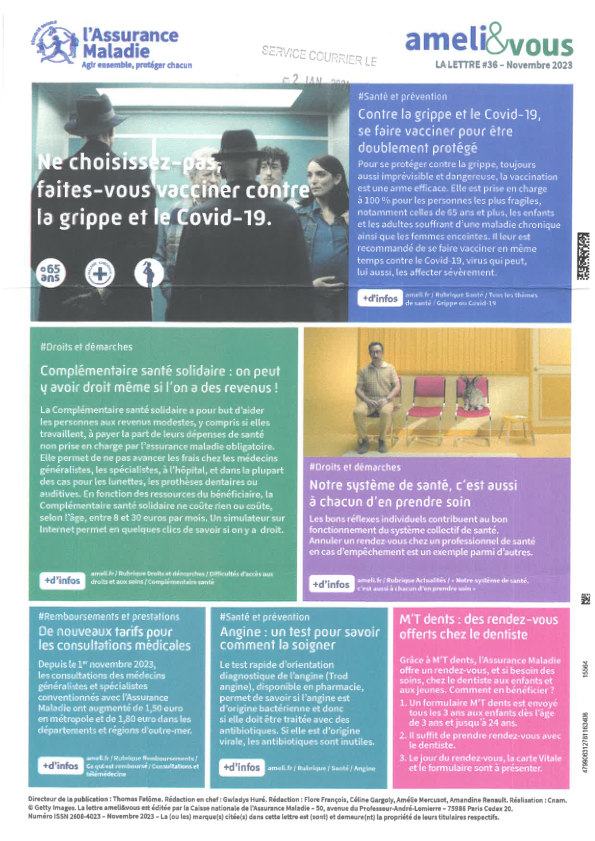 l'Assurance
Maladie
Agir ensemble, protéger chacun
SERVICE COURRIER LE
2 JAN.
ameli&vous
LA LETTRE #36 – Novembre 2023
Ne choisissez-pas,
faites-vous vacciner contre
la grippe et le Covid-19.
65
ans
#Santé et prévention
Contre la grippe et le Covid-19,
se faire vacciner pour être
doublement protégé
Pour se protéger contre la grippe, toujours
aussi imprévisible et dangereuse, la vaccination
est une arme efficace. Elle est prise en charge
à 100 % pour les personnes les plus fragiles,
notamment celles de 65 ans et plus, les enfants
et les adultes souffrant d'une maladie chronique
ainsi que les femmes enceintes. Il leur est
recommandé de se faire vacciner en même
temps contre le Covid-19, virus qui peut,
lui aussi, les affecter sévèrement.
+d'infos
ameli.fr / Rubrique Santé / Tous les thèmes
de santé / Grippe ou Covid-19
#Droits et démarches
Complémentaire santé solidaire : on peut
y avoir droit même si l'on a des revenus !
La Complémentaire santé solidaire a pour but d'aider
les personnes aux revenus modestes, y compris si elles
travaillent, à payer la part de leurs dépenses de santé
non prise en charge par l'assurance maladie obligatoire.
Elle permet de ne pas avancer les frais chez les médecins
généralistes, les spécialistes, à l'hôpital, et dans la plupart
des cas pour les lunettes, les prothèses dentaires ou
auditives. En fonction des ressources du bénéficiaire, la
Complémentaire santé solidaire ne coûte rien ou coûte,
selon l'âge, entre 8 et 30 euros par mois. Un simulateur sur
Internet permet en quelques clics de savoir si on y a droit.
+d'infos
ameli.fr / Rubrique Droits et démarches / Difficultés d'accès aux
droits et aux soins / Complémentaire santé
#Droits et démarches
Notre système de santé, c'est aussi
à chacun d'en prendre soin
Les bons réflexes individuels contribuent au bon
fonctionnement du système collectif de santé.
Annuler un rendez-vous chez un professionnel de santé
en cas d'empêchement est un exemple parmi d'autres.
+d'infos
ameli.fr / Rubrique Actualités / « Notre système de santé,
c'est aussi à chacun d'en prendre soin »
#Remboursements et prestations
De nouveaux tarifs pour
les consultations médicales
Depuis le 1er novembre 2023,
les consultations des médecins
généralistes et spécialistes
conventionnés avec l'Assurance
Maladie ont augmenté de 1,50 euro
en métropole et de 1,80 euro dans les
départements et régions d'outre-mer.
+d'infos
ameli.fr / Rubrique Remboursements /
Ce qui est remboursé / Consultations et
télémédecine
#Santé et prévention
Angine : un test pour savoir
comment la soigner
Le test rapide d'orientation
diagnostique de l'angine (Trod
angine), disponible en pharmacie,
permet de savoir si l'angine est
d'origine bactérienne et donc
si elle doit être traitée avec des
antibiotiques. Si elle est d'origine
virale, les antibiotiques sont inutiles.
+d'infos
ameli.fr / Rubrique / Santé / Angine
M'T dents : des rendez-vous
offerts chez le dentiste
Grâce à M'T dents, l'Assurance Maladie
offre un rendez-vous, et si besoin des
soins, chez le dentiste aux enfants et
aux jeunes. Comment en bénéficier ?
1. Un formulaire M'T dents est envoyé
tous les 3 ans aux enfants dès l'âge
de 3 ans et jusqu'à 24 ans.
2. Il suffit de prendre rendez-vous avec
le dentiste.
3. Le jour du rendez-vous, la carte Vitale
et le formulaire sont à présenter.
15064
Directeur de la publication : Thomas Fatôme. Rédaction en chef : Gwladys Huré. Rédaction : Flore François, Céline Gargoly, Amélie Mercusot, Amandine Renault. Réalisation : Cnam.
© Getty Images. La lettre ameli&vous est éditée par la Caisse nationale de l'Assurance Maladie – 50, avenue du Professeur-André-Lemierre – 75986 Paris Cedex 20.
Numéro ISSN 2608-4023 – Novembre 2023 – La (ou les) marque(s) citée(s) dans cette lettre est (sont) et demeure(nt) la propriété de leurs titulaires respectifs.